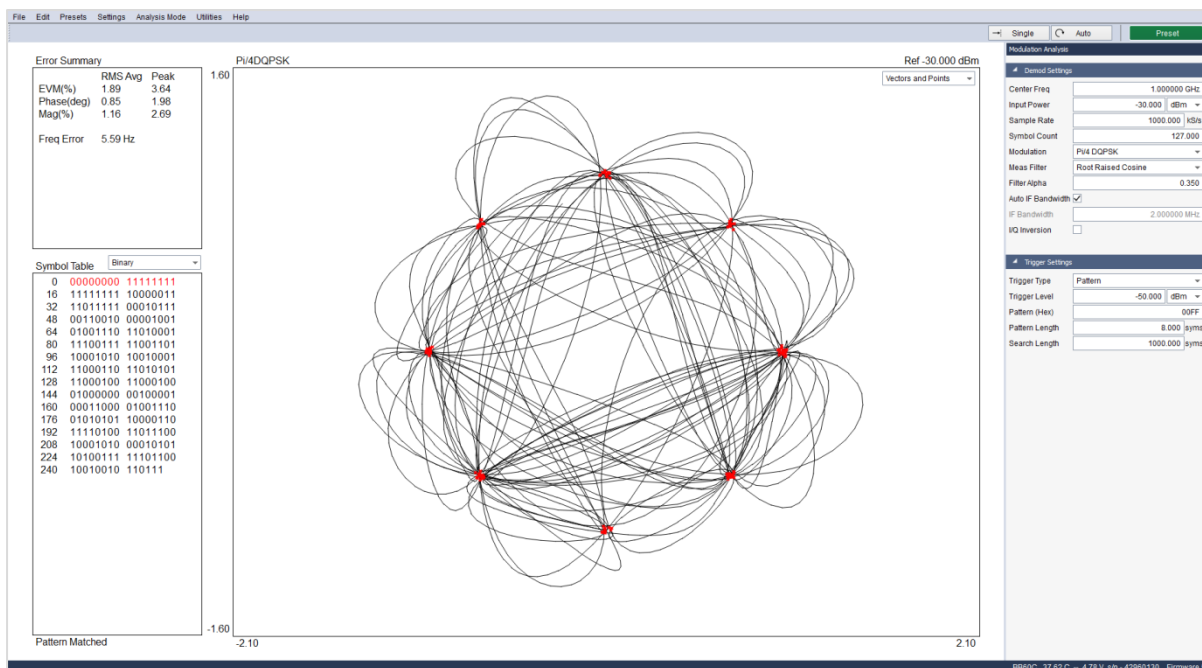 File Edit Presets Settings Analysis Mode Utilities Help
Single Auto Preset
Error Summary
RMS Avg Peak
EVM(%) 1.89 3.64
Phase(deg) 0.85 1.98
Mag(%) 1.16 2.69
Freq Error 5.59 Hz
Symbol Table Binary
0 00000000 11111111
16 11111111 10000011
32 11011111 00010111
48 00110010 00001001
64 01001110 11010001
80 11100111 11001101
96 10001010 10010001
112 11000110 11010101
128 11000100 11000100
144 01000000 00100001
160 00011000 01001110
176 01010101 10000110
192 11110100 11011100
208 10001010 00010101
224 10100111 11101100
240 10010010 110111
Pattern Matched
Pi/4DQPSK Ref -30.000 dBm
1.60
Vectors and Points
-1.60
-2.10 2.10
Modulation Analysis
Demod Settings
Center Freq 1.000000 GHz
Input Power -30.000 dBm
Sample Rate 1000.000 kS/s
Symbol Count 127.000
Modulation Pi/4 DQPSK
Meas Filter Root Raised Cosine
Filter Alpha 0.350
Auto IF Bandwidth
IF Bandwidth 2.000000 MHz
I/Q Inversion
Trigger Settings
Trigger Type Pattern
Trigger Level -50.000 dBm
Pattern (Hex) 00FF
Pattern Length 8.000 syms
Search Length 1000.000 syms